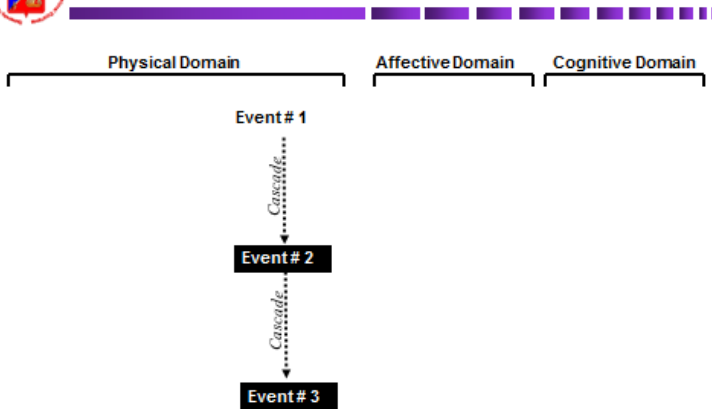 Physical Domain
Affective Domain
Cognitive Domain
Event # 1
Cascade
Event # 2
Cascade
Event # 3